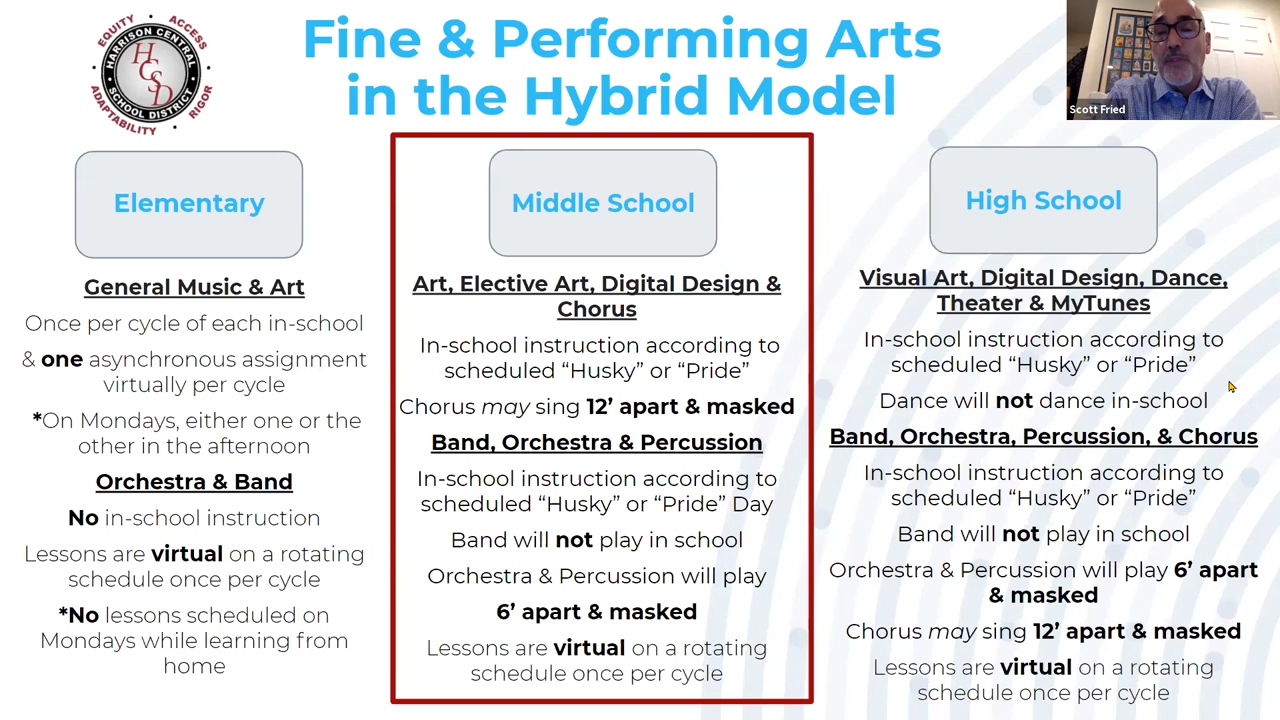 EQUITY • ACCESS
HARRISON CENTRAL
HCSD
SCHOOL DISTRICT
ADAPTABILITY • RIGOR
Fine & Performing Arts
in the Hybrid Model
Scott Fried
Elementary
General Music & Art
Once per cycle of each in-school
& one asynchronous assignment
virtually per cycle
*On Mondays, either one or the
other in the afternoon
Orchestra & Band
No in-school instruction
Lessons are virtual on a rotating
schedule once per cycle
*No lessons scheduled on
Mondays while learning from
home
Middle School
Art, Elective Art, Digital Design &
Chorus
In-school instruction according to
scheduled “Husky” or “Pride”
Chorus may sing 12’ apart & masked
Band, Orchestra & Percussion
In-school instruction according to
scheduled “Husky” or “Pride” Day
Band will not play in school
Orchestra & Percussion will play
6’ apart & masked
Lessons are virtual on a rotating
schedule once per cycle
High School
Visual Art, Digital Design, Dance,
Theater & MyTunes
In-school instruction according to
scheduled “Husky” or “Pride”
Dance will not dance in-school
Band, Orchestra, Percussion, & Chorus
In-school instruction according to
scheduled “Husky” or “Pride”
Band will not play in school
Orchestra & Percussion will play 6’ apart
& masked
Chorus may sing 12’ apart & masked
Lessons are virtual on a rotating
schedule once per cycle